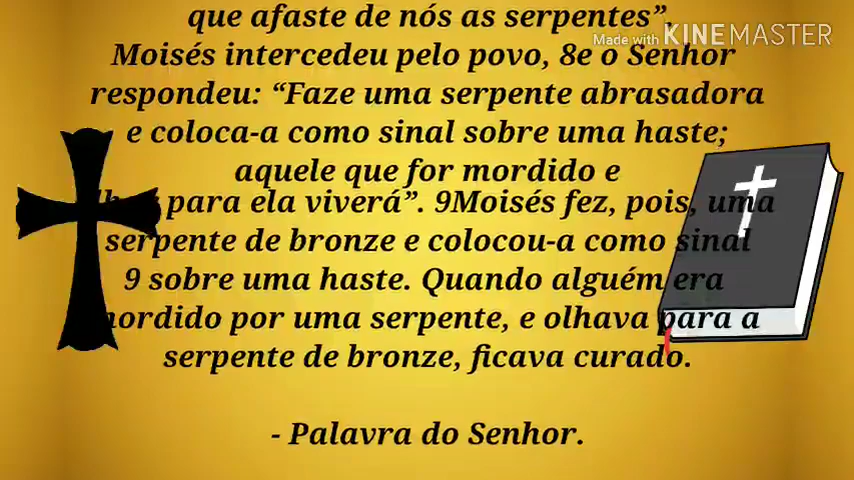 que afaste de nós as serpentes”.
Made with KINEMASTER
Moisés intercedeu pelo povo, 8e o Senhor
respondeu: “Faze uma serpente abrasadora
e coloca-a como sinal sobre uma haste;
aquele que for mordido e
para ela viverá”. 9Moisés fez, pois, uma
serpente de bronze e colocou-a como sinal
9 sobre uma haste. Quando alguém era
mordido por uma serpente, e olhava para a
serpente de bronze, ficava curado.
- Palavra do Senhor.